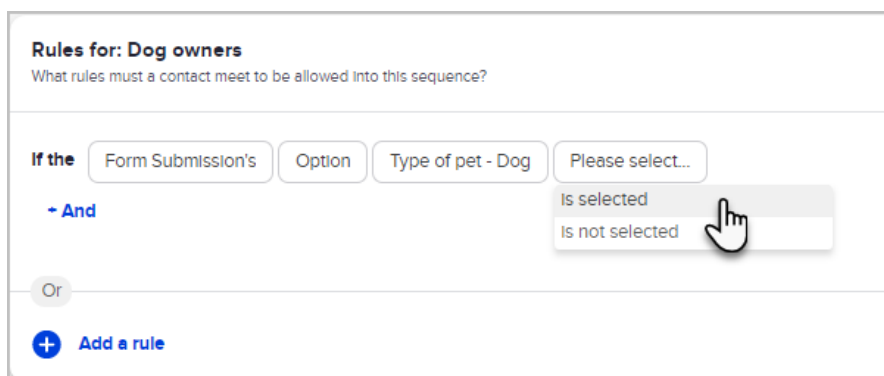 Rules for: Dog owners
What rules must a contact meet to be allowed into this sequence?
If the Form Submission's Option Type of pet - Dog Please select...
Is selected
+ And
Is not selected
Or
Add a rule